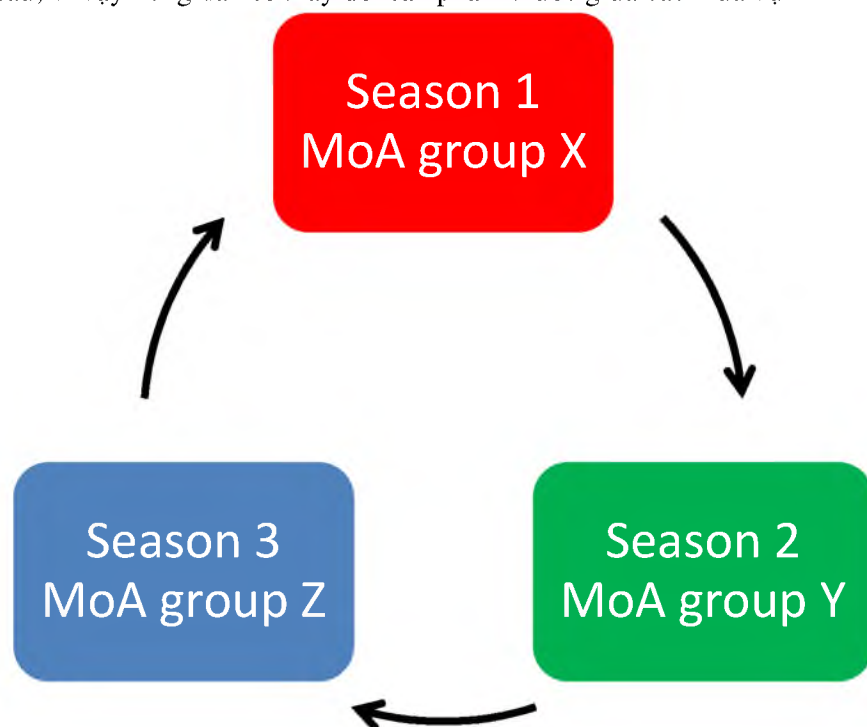 Season 1
MoA group X
Season 3
MoA group Z
Season 2
MoA group Y